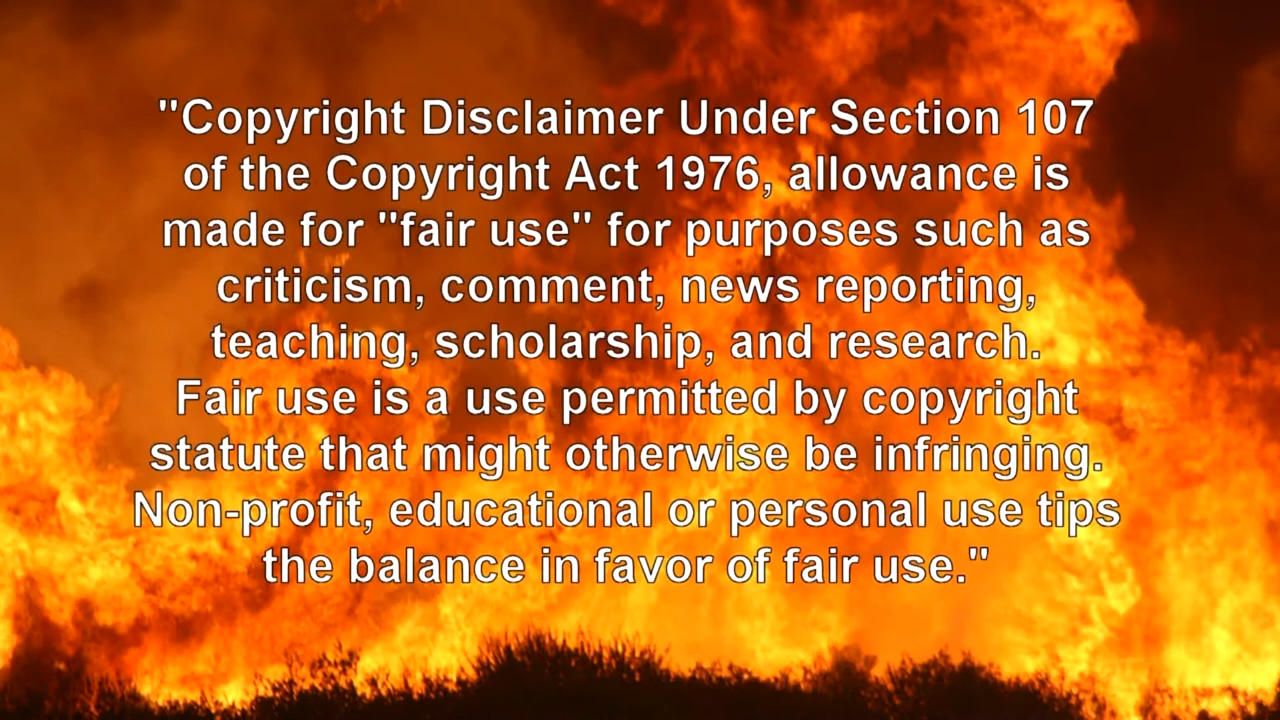 "Copyright Disclaimer Under Section 107
of the Copyright Act 1976, allowance is
made for "fair use" for purposes such as
criticism, comment, news reporting,
teaching, scholarship, and research.
Fair use is a use permitted by copyright
statute that might otherwise be infringing.
Non-profit, educational or personal use tips
the balance in favor of fair use."